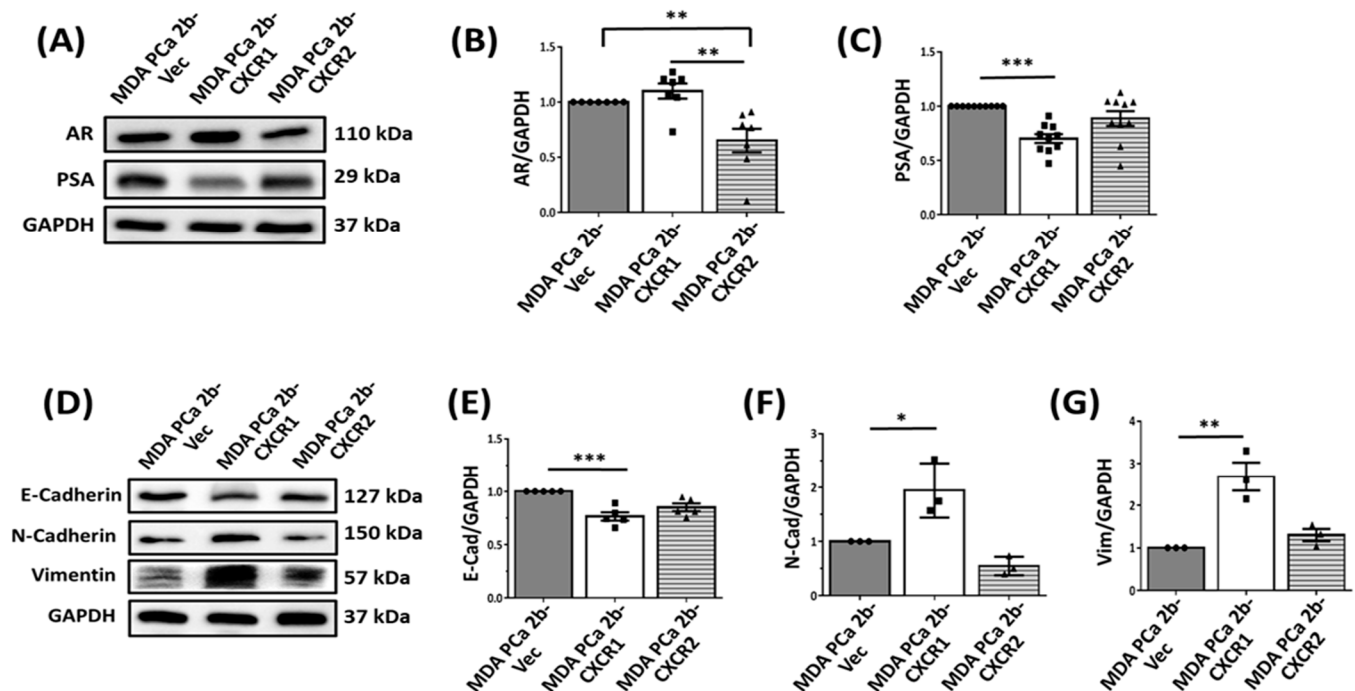 (A)
MDA PCa 2b-
Vec
MDA PCa 2b-
CXCR1
MDA PCa 2b-
CXCR2
AR
110 kDa
PSA
29 kDa
GAPDH
37 kDa
(B)
**
**
AR/GAPDH
1.5
1.0
0.5
0.0
MDA PCa 2b-
Vec
MDA PCa 2b-
CXCR1
MDA PCa 2b-
CXCR2
(C)
***
PSA/GAPDH
1.5
1.0
0.5
0.0
MDA PCa 2b-
Vec
MDA PCa 2b-
CXCR1
MDA PCa 2b-
CXCR2
(D)
MDA PCa 2b-
Vec
MDA PCa 2b-
CXCR1
MDA PCa 2b-
CXCR2
E-Cadherin
127 kDa
N-Cadherin
150 kDa
Vimentin
57 kDa
GAPDH
37 kDa
(E)
***
E-Cad/GAPDH
1.5
1.0
0.5
0.0
MDA PCa 2b-
Vec
MDA PCa 2b-
CXCR1
MDA PCa 2b-
CXCR2
(F)
*
N-Cad/GAPDH
3
2
1
0
MDA PCa 2b-
Vec
MDA PCa 2b-
CXCR1
MDA PCa 2b-
CXCR2
(G)
**
Vim/GAPDH
4
3
2
1
0
MDA PCa 2b-
Vec
MDA PCa 2b-
CXCR1
MDA PCa 2b-
CXCR2